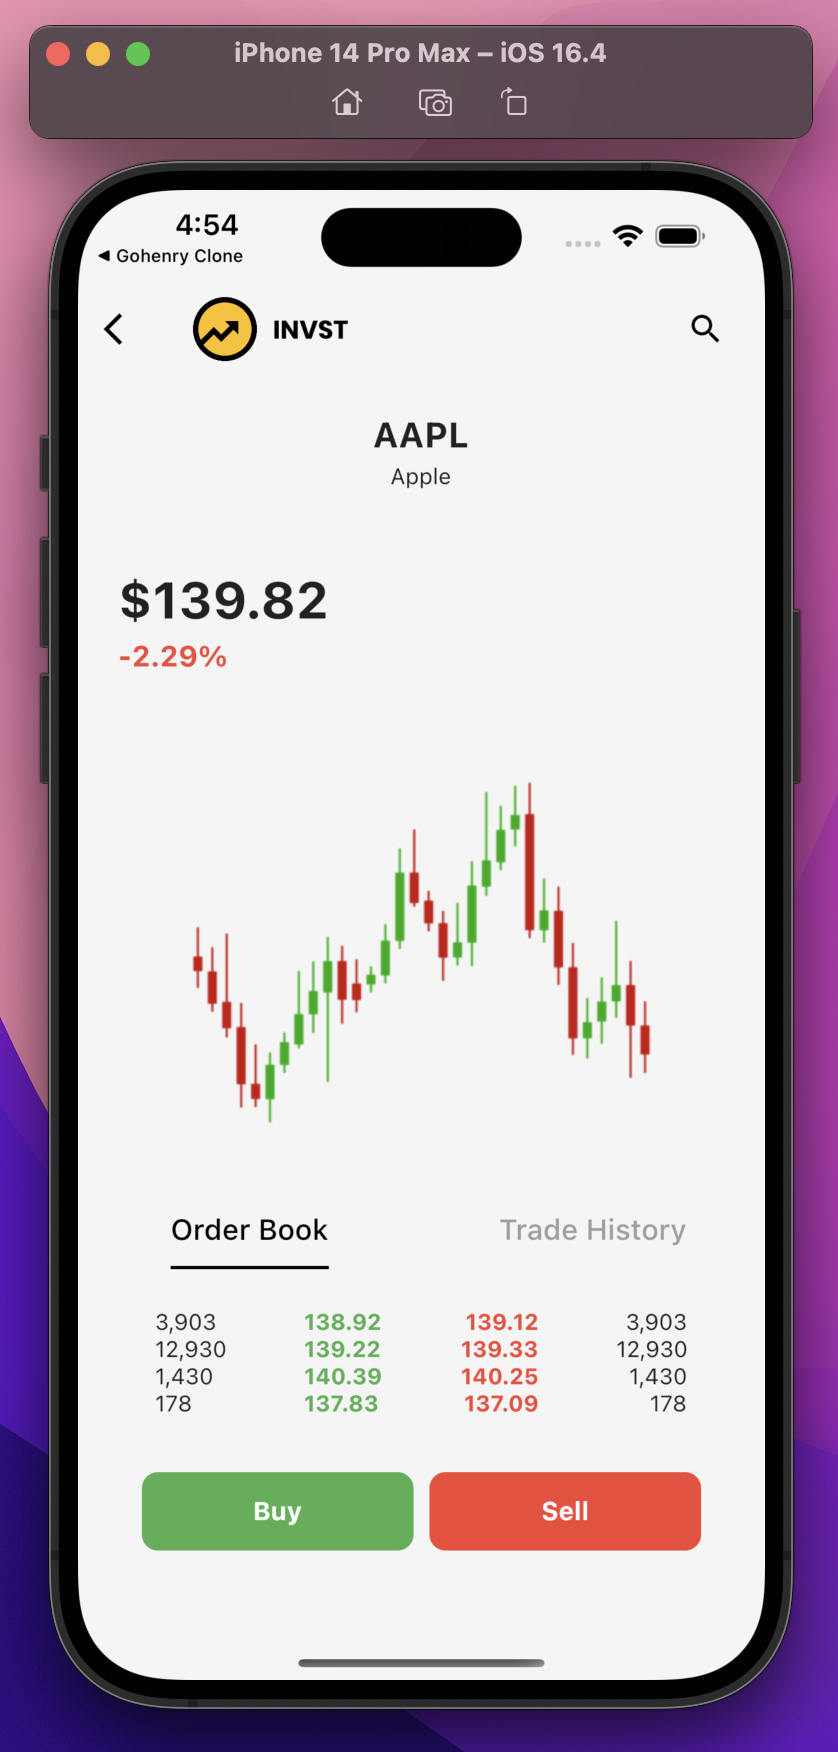 iPhone 14 Pro Max – iOS 16.4
4:54
◀ Gohenry Clone
INVST
AAPL
Apple
$139.82
-2.29%
Order Book Trade History
3,903 138.92 139.12 3,903
12,930 139.22 139.33 12,930
1,430 140.39 140.25 1,430
178 137.83 137.09 178
Buy Sell